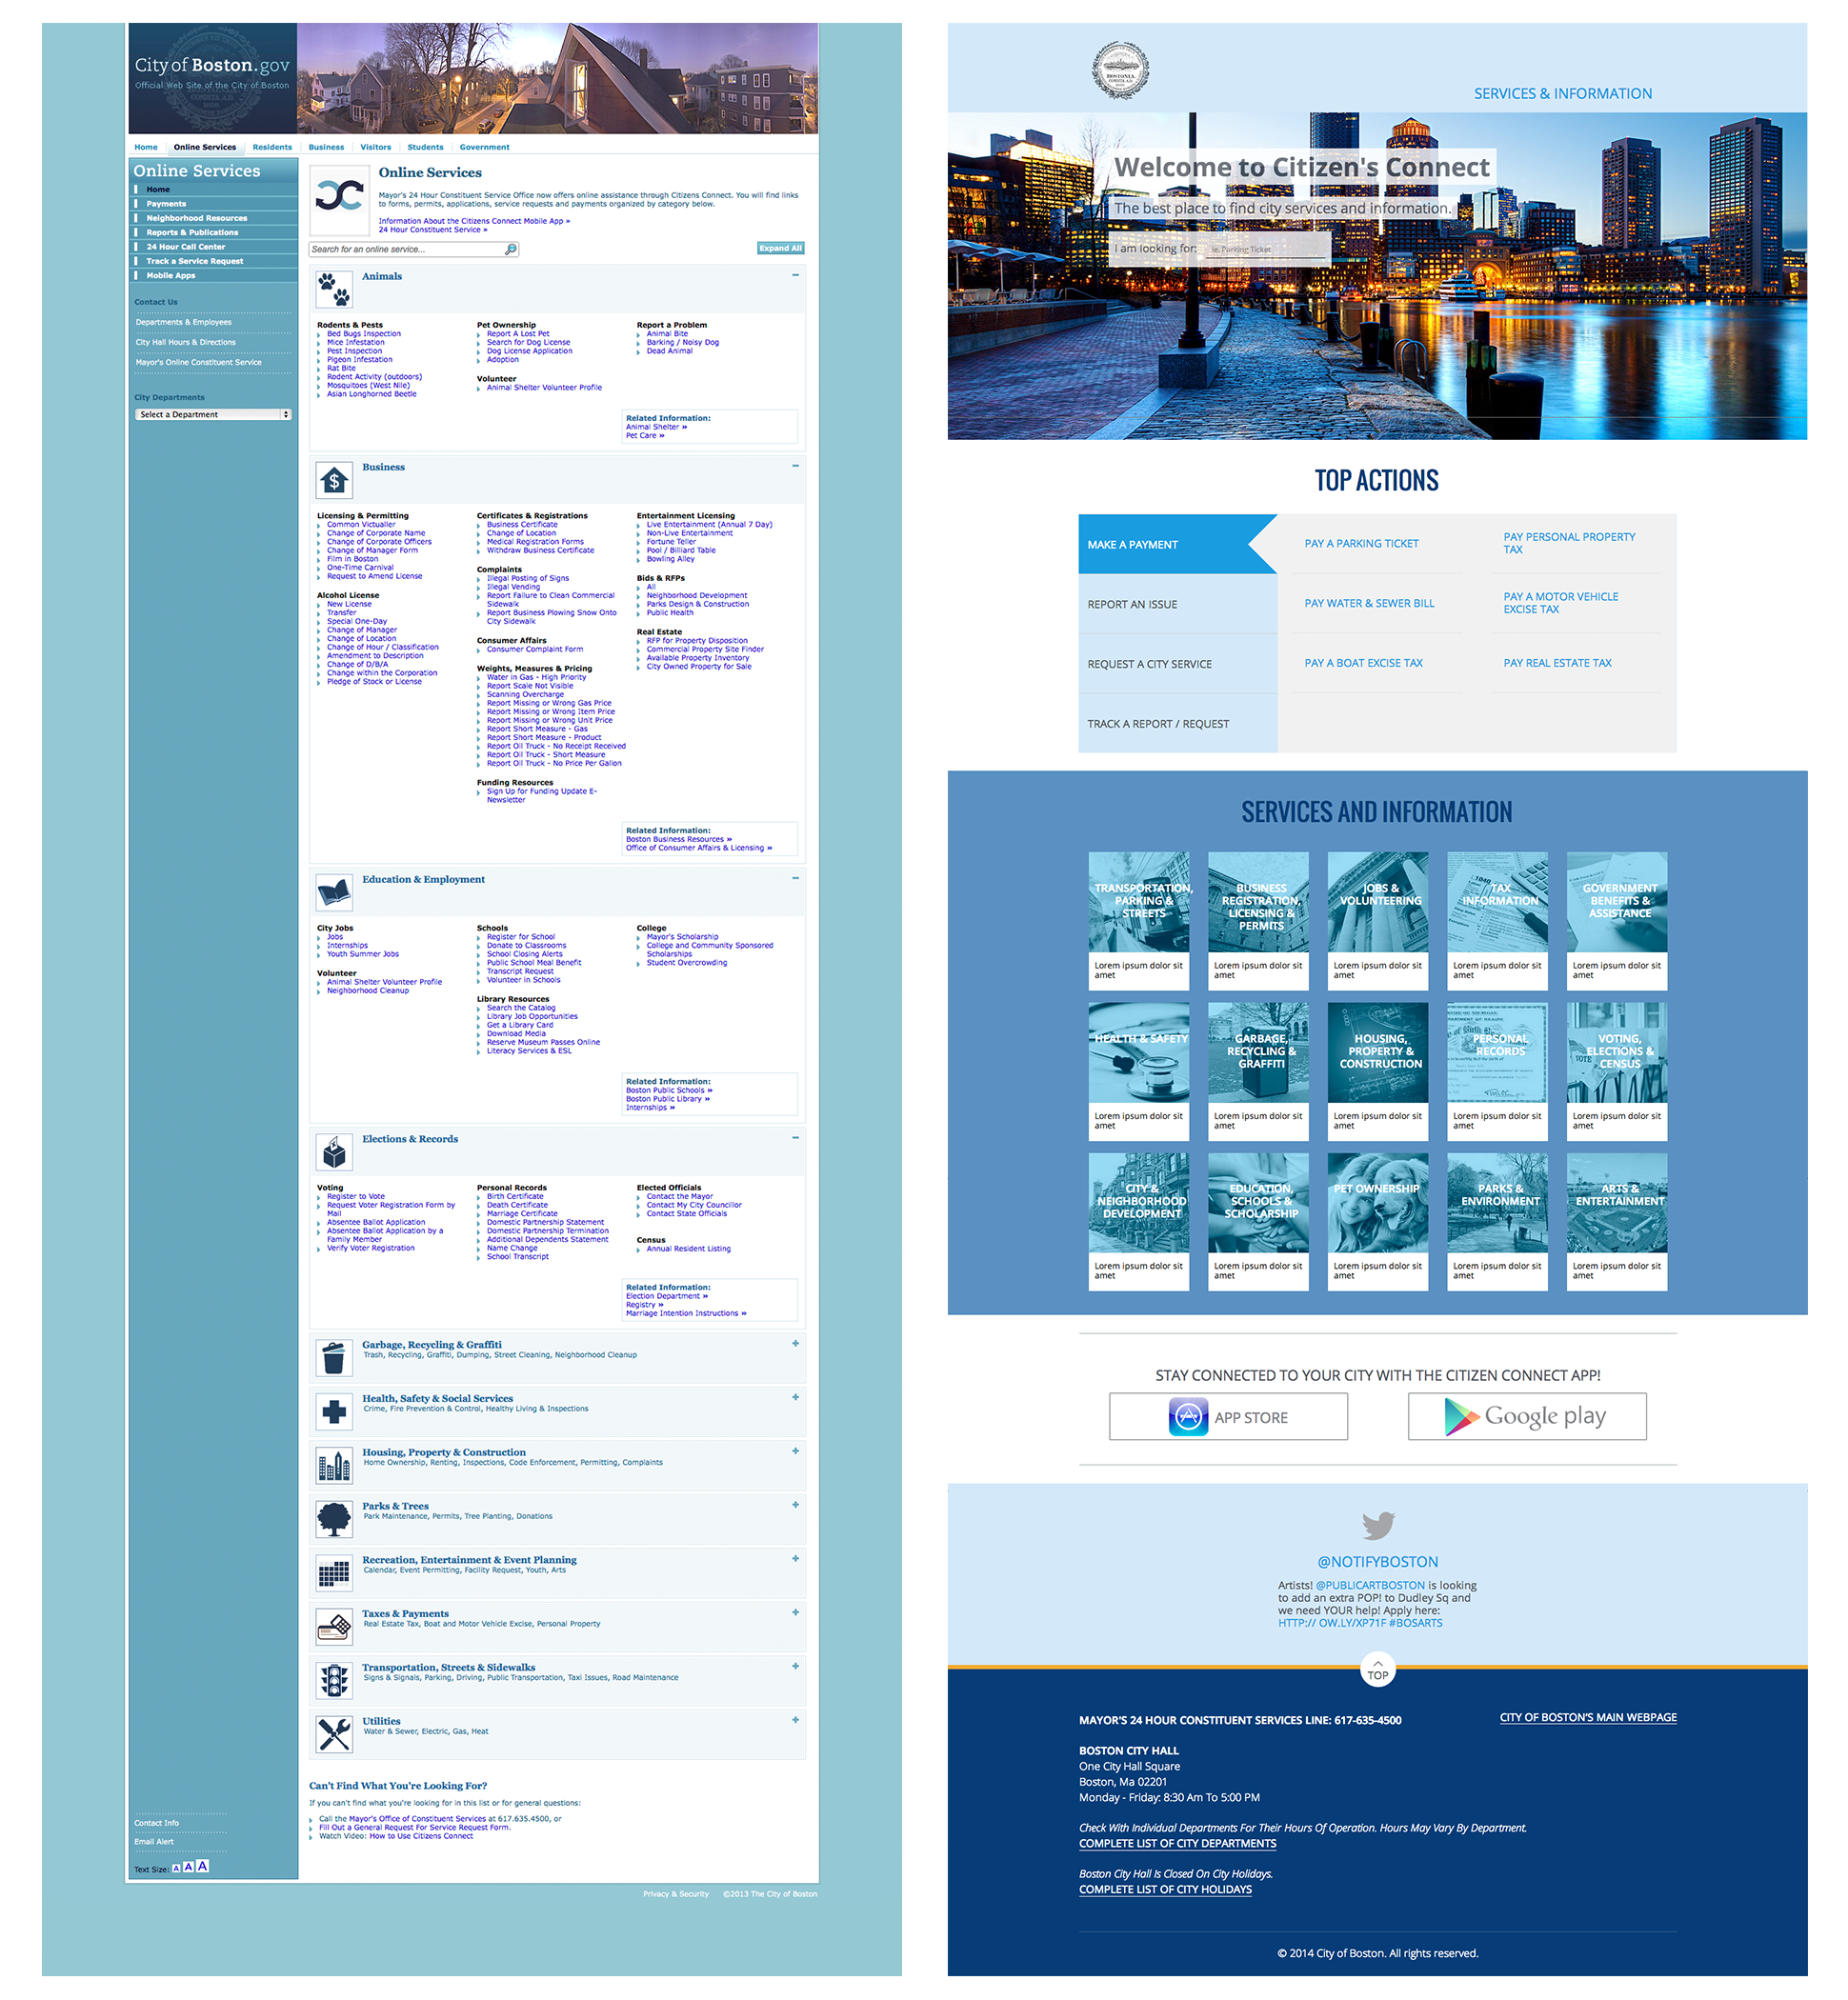 City of Boston.gov
Official Web Site of the City of Boston
Home
Online Services
Residents
Business
Visitors
Students
Government
Online Services
Home
Payments
Neighborhood Resources
Reports & Publications
24 Hour Call Center
Track a Service Request
Mobile Apps
Contact Us
Departments & Employees
City Hall Hours & Directions
Mayor's Online Constituent Service
City Departments
Select a Department
Online Services
Mayor's 24 Hour Constituent Service Office now offers online assistance through Citizens Connect. You will find links
to forms, permits, applications, service requests and payments organized by category below.
Information About the Citizens Connect Mobile App »
24 Hour Constituent Service »
Search for an online service...
Expand All
Animals
Rodents & Pests
Bed Bugs Inspection
Mice Infestation
Pest Inspection
Pigeon Infestation
Rat Bite
Rodent Activity (outdoors)
Mosquitoes (West Nile)
Asian Longhorned Beetle
Pet Ownership
Report A Lost Pet
Search for Dog License
Dog License Application
Adoption
Volunteer
Animal Shelter Volunteer Profile
Report a Problem
Animal Bite
Barking / Noisy Dog
Dead Animal
Related Information:
Animal Shelter »
Pet Care »
Business
Licensing & Permitting
Common Victualler
Change of Corporate Name
Change of Corporate Officers
Change of Manager Form
Film in Boston
One-Time Carnival
Request to Amend License
Alcohol License
New License
Transfer
Special One-Day
Change of Manager
Change of Location
Change of Hour / Classification
Amendment to Description
Change of D/B/A
Change within the Corporation
Pledge of Stock or License
Certificates & Registrations
Business Certificate
Change of Location
Medical Registration Forms
Withdraw Business Certificate
Complaints
Illegal Posting of Signs
Illegal Vending
Report Failure to Clean Commercial
Sidewalk
Report Business Plowing Snow Onto
City Sidewalk
Consumer Affairs
Consumer Complaint Form
Weights, Measures & Pricing
Water in Gas - High Priority
Report Scale Not Visible
Scanning Overcharge
Report Missing or Wrong Gas Price
Report Missing or Wrong Item Price
Report Missing or Wrong Unit Price
Report Short Measure - Gas
Report Short Measure - Product
Report Oil Truck - No Receipt Received
Report Oil Truck - Short Measure
Report Oil Truck - No Price Per Gallon
Funding Resources
Sign Up for Funding Update E-
Newsletter
Entertainment Licensing
Live Entertainment (Annual 7 Day)
Non-Live Entertainment
Fortune Teller
Pool / Billiard Table
Bowling Alley
Bids & RFPs
All
Neighborhood Development
Parks Design & Construction
Public Health
Real Estate
RFP for Property Disposition
Commercial Property Site Finder
Available Property Inventory
City Owned Property for Sale
Related Information:
Boston Business Resources »
Office of Consumer Affairs & Licensing »
Education & Employment
City Jobs
Jobs
Internships
Youth Summer Jobs
Volunteer
Animal Shelter Volunteer Profile
Neighborhood Cleanup
Schools
Register for School
Donate to Classrooms
School Closing Alerts
Public School Meal Benefit
Transcript Request
Volunteer in Schools
Library Resources
Search the Catalog
Library Job Opportunities
Get a Library Card
Download Media
Reserve Museum Passes Online
Literacy Services & ESL
College
Mayor's Scholarship
College and Community Sponsored
Scholarships
Student Overcrowding
Related Information:
Boston Public Schools »
Boston Public Library »
Internships »
Elections & Records
Voting
Register to Vote
Request Voter Registration Form by
Mail
Absentee Ballot Application
Absentee Ballot Application by a
Family Member
Verify Voter Registration
Personal Records
Birth Certificate
Death Certificate
Marriage Certificate
Domestic Partnership Statement
Domestic Partnership Termination
Additional Dependents Statement
Name Change
School Transcript
Elected Officials
Contact the Mayor
Contact My City Councillor
Contact State Officials
Census
Annual Resident Listing
Related Information:
Election Department »
Registry »
Marriage Intention Instructions »
Garbage, Recycling & Graffiti
Trash, Recycling, Graffiti, Dumping, Street Cleaning, Neighborhood Cleanup
Health, Safety & Social Services
Crime, Fire Prevention & Control, Healthy Living & Inspections
Housing, Property & Construction
Home Ownership, Renting, Inspections, Code Enforcement, Permitting, Complaints
Parks & Trees
Park Maintenance, Permits, Tree Planting, Donations
Recreation, Entertainment & Event Planning
Calendar, Event Permitting, Facility Request, Youth, Arts
Taxes & Payments
Real Estate Tax, Boat and Motor Vehicle Excise, Personal Property
Transportation, Streets & Sidewalks
Signs & Signals, Parking, Driving, Public Transportation, Taxi Issues, Road Maintenance
Utilities
Water & Sewer, Electric, Gas, Heat
Can't Find What You're Looking For?
If you can't find what you're looking for in this list or for general questions:
Call the Mayor's Office of Constituent Services at 617.635.4500, or
Fill Out a General Request For Service Request Form.
Watch Video: How to Use Citizens Connect
Contact Info
Email Alert
Text Size: A A A
Privacy & Security
©2013 The City of Boston
SERVICES & INFORMATION
Welcome to Citizen's Connect
The best place to find city services and information.
I am looking for: ie. Parking Ticket
TOP ACTIONS
MAKE A PAYMENT
REPORT AN ISSUE
REQUEST A CITY SERVICE
TRACK A REPORT / REQUEST
PAY A PARKING TICKET
PAY PERSONAL PROPERTY
TAX
PAY WATER & SEWER BILL
PAY A MOTOR VEHICLE
EXCISE TAX
PAY A BOAT EXCISE TAX
PAY REAL ESTATE TAX
SERVICES AND INFORMATION
TRANSPORTATION,
PARKING &
STREETS
Lorem ipsum dolor sit
amet
BUSINESS
REGISTRATION,
LICENSING &
PERMITS
Lorem ipsum dolor sit
amet
JOBS &
VOLUNTEERING
Lorem ipsum dolor sit
amet
TAX
INFORMATION
Lorem ipsum dolor sit
amet
GOVERNMENT
BENEFITS &
ASSISTANCE
Lorem ipsum dolor sit
amet
HEALTH & SAFETY
Lorem ipsum dolor sit
amet
GARBAGE,
RECYCLING &
GRAFFITI
Lorem ipsum dolor sit
amet
HOUSING,
PROPERTY &
CONSTRUCTION
Lorem ipsum dolor sit
amet
PERSONAL
RECORDS
Lorem ipsum dolor sit
amet
VOTING,
ELECTIONS &
CENSUS
Lorem ipsum dolor sit
amet
CITY &
NEIGHBORHOOD
DEVELOPMENT
Lorem ipsum dolor sit
amet
EDUCATION,
SCHOOLS &
SCHOLARSHIP
Lorem ipsum dolor sit
amet
PET OWNERSHIP
Lorem ipsum dolor sit
amet
PARKS &
ENVIRONMENT
Lorem ipsum dolor sit
amet
ARTS &
ENTERTAINMENT
Lorem ipsum dolor sit
amet
STAY CONNECTED TO YOUR CITY WITH THE CITIZEN CONNECT APP!
APP STORE
Google play
@NOTIFYBOSTON
Artists! @PUBLICARTBOSTON is looking
to add an extra POP! to Dudley Sq and
we need YOUR help! Apply here:
HTTP:// OW.LY/XP71F #BOSARTS
TOP
MAYOR'S 24 HOUR CONSTITUENT SERVICES LINE: 617-635-4500
CITY OF BOSTON'S MAIN WEBPAGE
BOSTON CITY HALL
One City Hall Square
Boston, Ma 02201
Monday - Friday: 8:30 Am To 5:00 PM
Check With Individual Departments For Their Hours Of Operation. Hours May Vary By Department.
COMPLETE LIST OF CITY DEPARTMENTS
Boston City Hall Is Closed On City Holidays.
COMPLETE LIST OF CITY HOLIDAYS
© 2014 City of Boston. All rights reserved.